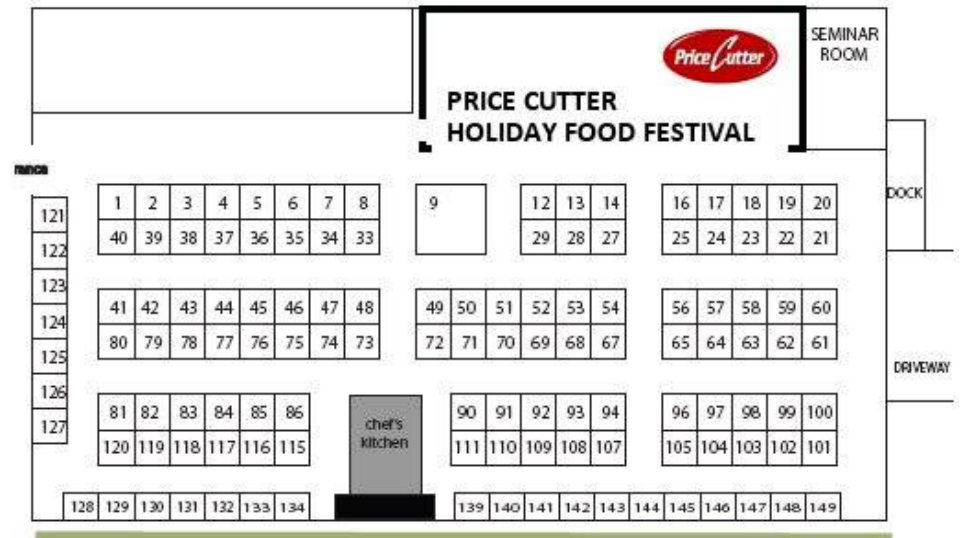 SEMINAR
ROOM
Price Cutter
PRICE CUTTER
HOLIDAY FOOD FESTIVAL
DOCK
121
1 2 3 4 5 6 7 8 9 12 13 14 16 17 18 19 20
40 39 38 37 36 35 34 33 29 28 27 25 24 23 22 21
122
123
41 42 43 44 45 46 47 48 49 50 51 52 53 54 56 57 58 59 60
124
80 79 78 77 76 75 74 73 72 71 70 69 68 67 65 64 63 62 61
125
DRIVEWAY
126
81 82 83 84 85 86 90 91 92 93 94 96 97 98 99 100
127
chef's
kitchen
120 119 118 117 116 115 111 110 109 108 107 105 104 103 102 101
128 129 130 131 132 133 134 139 140 141 142 143 144 145 146 147 148 149